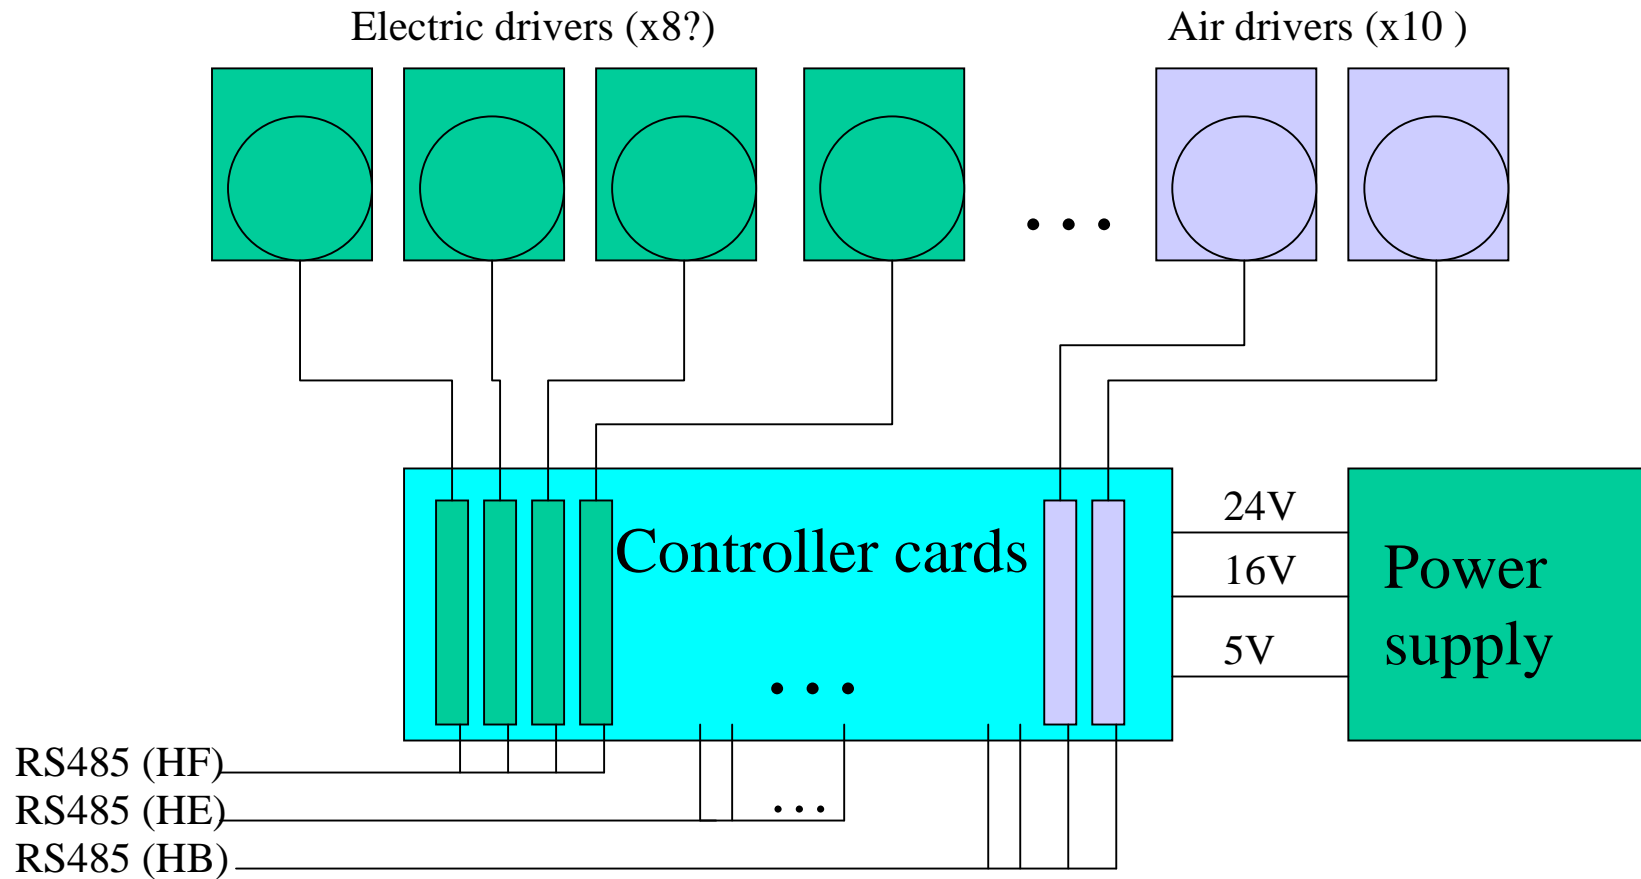 Electric drivers (x8?)
Air drivers (x10 )
Controller cards
24V
16V
5V
Power
supply
RS485 (HF)
RS485 (HE)
RS485 (HB)